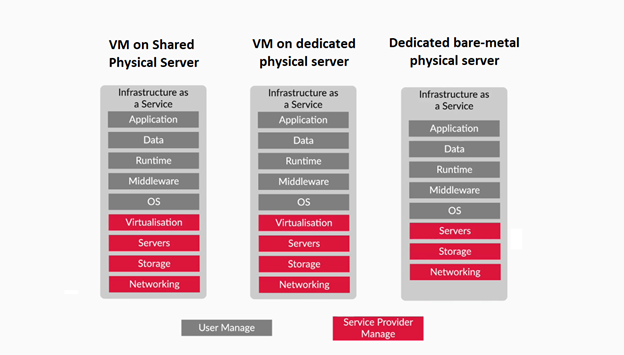 VM on Shared
Physical Server
Infrastructure as
a Service
Application
Data
Runtime
Middleware
OS
Virtualisation
Servers
Storage
Networking
VM on dedicated
physical server
Infrastructure as
a Service
Application
Data
Runtime
Middleware
OS
Virtualisation
Servers
Storage
Networking
Dedicated bare-metal
physical server
Infrastructure as
a Service
Application
Data
Runtime
Middleware
OS
Servers
Storage
Networking
User Manage
Service Provider
Manage